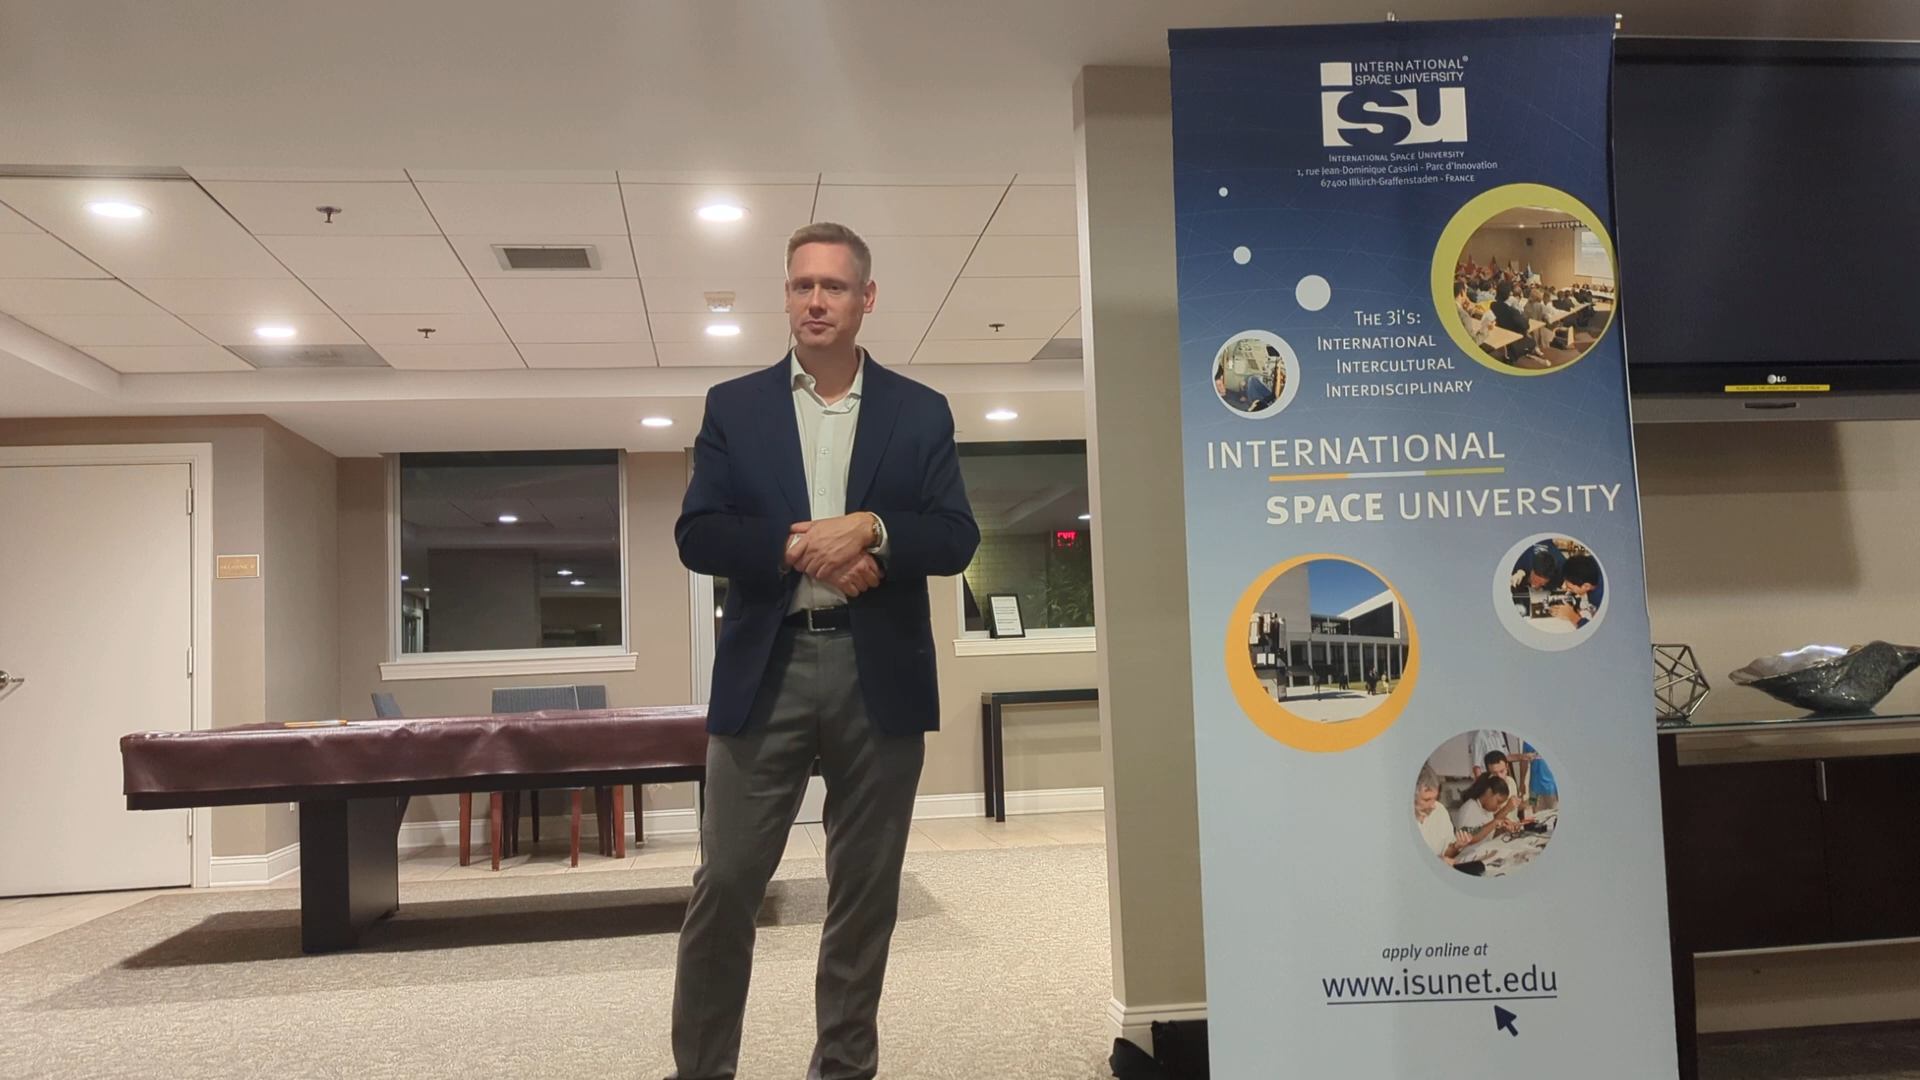 INTERNATIONAL®
SPACE UNIVERSITY
isu
INTERNATIONAL SPACE UNIVERSITY
1, rue Jean-Dominique Cassini - Parc d'Innovation
67400 Illkirch-Graffenstaden - FRANCE
THE 3i's:
INTERNATIONAL
INTERCULTURAL
INTERDISCIPLINARY
INTERNATIONAL
SPACE UNIVERSITY
apply online at
www.isunet.edu
LG
EXIT